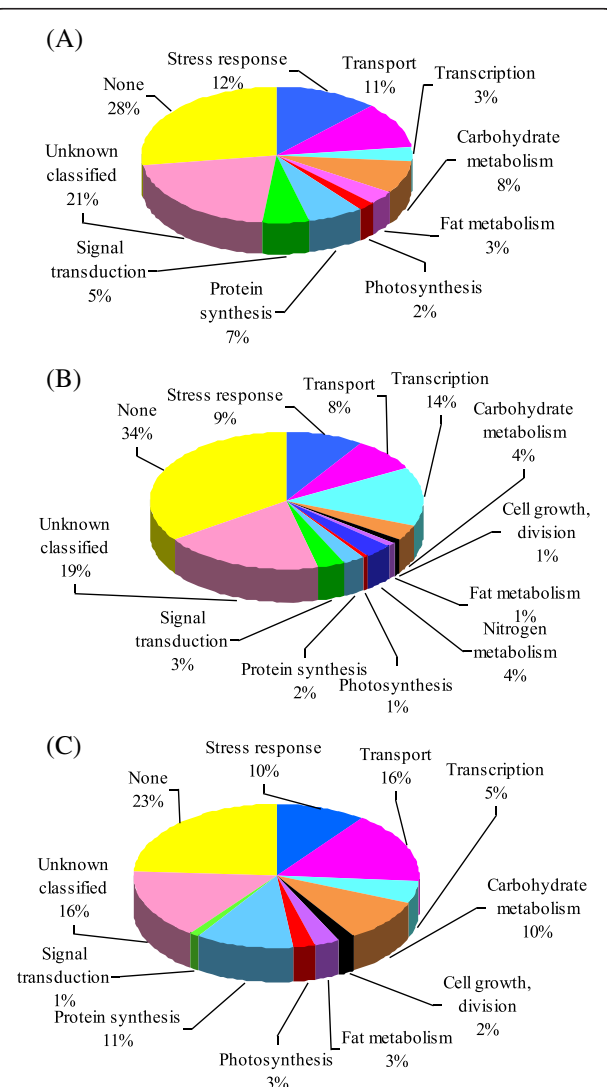 (A)
Stress response
12%
Transport
11%
Transcription
3%
Carbohydrate
metabolism
8%
Fat metabolism
3%
Photosynthesis
2%
Protein
synthesis
7%
Signal
transduction
5%
Unknown
classified
21%
None
28%
(B)
Stress response
9%
Transport
8%
Transcription
14%
Carbohydrate
metabolism
4%
Cell growth,
division
1%
Fat metabolism
1%
Nitrogen
metabolism
4%
Photosynthesis
1%
Protein synthesis
2%
Signal
transduction
3%
Unknown
classified
19%
None
34%
(C)
Stress response
10%
Transport
16%
Transcription
5%
Carbohydrate
metabolism
10%
Cell growth,
division
2%
Fat metabolism
3%
Photosynthesis
3%
Protein synthesis
11%
Signal
transduction
1%
Unknown
classified
16%
None
23%